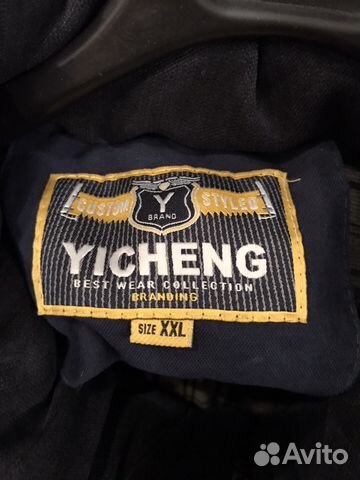 CUSTOM Y STYLED
BRAND
YICHENG
BEST WEAR COLLECTION
BRANDING
SIZE XXL
Avito